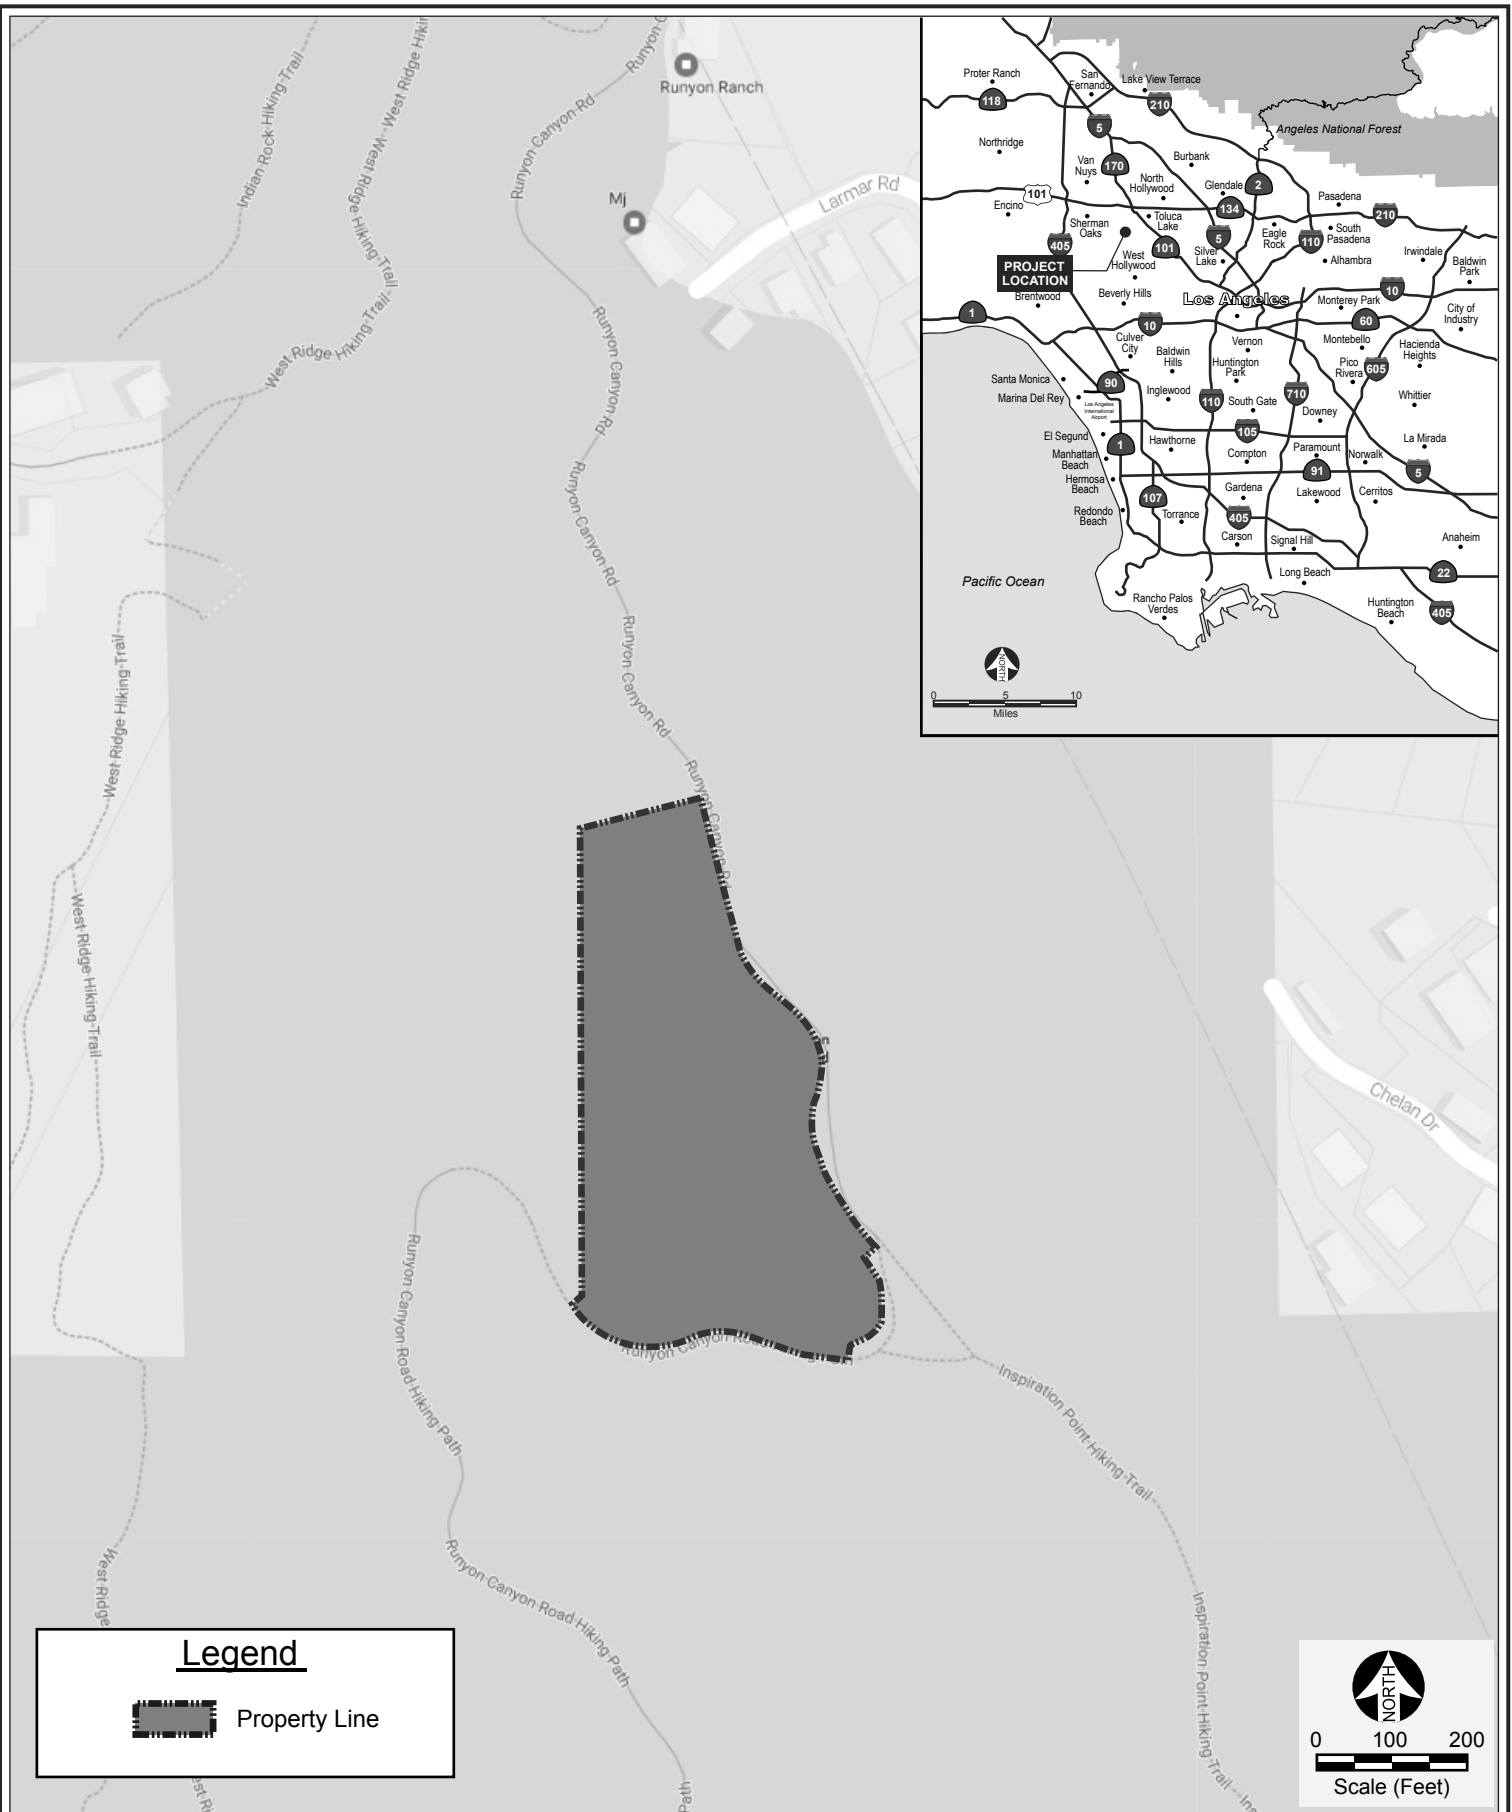 Indian Rock Hiking Trail
West Ridge Hiking Trail
West Ridge Hiking Trail
West Ridge Hiking Trail
Runyon Canyon Rd
Runyon Ranch
Mj
Larmar Rd
Runyon Canyon Rd
Runyon Canyon Rd
Runyon Canyon Rd
Runyon Canyon Rd
West Ridge Hiking Trail
West Ridge Hiking Trail
Chelan Dr
Runyon Canyon Road Hiking Path
Inspiration Point Hiking Trail
Runyon Canyon Road Hiking Path
Inspiration Point Hiking Trail
West Ridge
Path
Proter Ranch
San
Fernando
Lake View Terrace
118
210
5
Angeles National Forest
Northridge
Van
Nuys
170
Burbank
North
Hollywood
Glendale
2
101
Encino
134
Pasadena
210
Sherman
Oaks
Toluca
Lake
405
101
5
Silver
Lake
Eagle
Rock
110
South
Pasadena
Alhambra
Irwindale
Baldwin
Park
West
Hollywood
PROJECT
LOCATION
Brentwood
Beverly Hills
Los Angeles
Monterey Park
10
City of
Industry
1
10
60
Culver
City
Baldwin
Hills
Vernon
Huntington
Park
Montebello
Pico
Rivera
605
Hacienda
Heights
Santa Monica
Marina Del Rey
90
Los Angeles
International
Airport
Inglewood
110
South Gate
710
Downey
Whittier
El Segund
1
Hawthorne
105
Compton
Paramount
Norwalk
La Mirada
Manhattan
Beach
Hermosa
Beach
91
5
Redondo
Beach
107
Torrance
Gardena
Lakewood
Cerritos
405
Carson
Signal Hill
Anaheim
Long Beach
22
Pacific Ocean
Rancho Palos
Verdes
Huntington
Beach
405
NORTH
0 5 10
Miles
Legend
Property Line
NORTH
0 100 200
Scale (Feet)